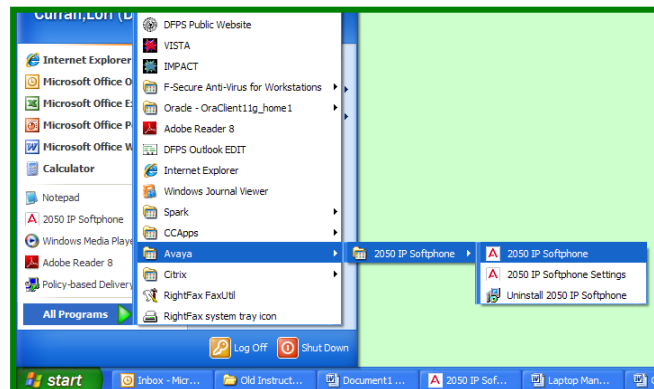 Curran,Lori (D
Internet Explorer
Microsoft Office O
Microsoft Office E
Microsoft Office P
Microsoft Office W
Calculator
Notepad
2050 IP Softphone
Windows Media Playe
Adobe Reader 8
Policy-based Delivery
All Programs
DFPS Public Website
VISTA
IMPACT
F-Secure Anti-Virus for Workstations
Oracle - OraClient11g_home1
Adobe Reader 8
DFPS Outlook EDIT
Internet Explorer
Windows Journal Viewer
Spark
CCApps
Avaya
Citrix
RightFax FaxUtil
RightFax system tray icon
2050 IP Softphone
2050 IP Softphone
2050 IP Softphone Settings
Uninstall 2050 IP Softphone
Log Off
Shut Down
start
Inbox - Micr...
Old Instruct...
Document1 ...
2050 IP Sof...
Laptop Man...